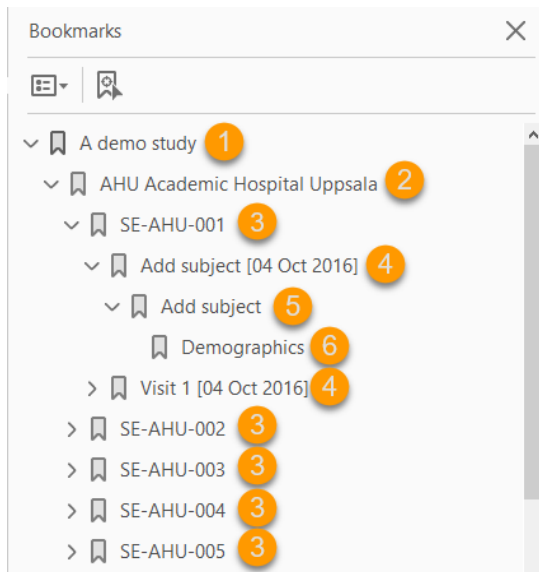 Bookmarks
A demo study 1
AHU Academic Hospital Uppsala 2
SE-AHU-001 3
Add subject [04 Oct 2016] 4
Add subject 5
Demographics 6
Visit 1 [04 Oct 2016] 4
SE-AHU-002 3
SE-AHU-003 3
SE-AHU-004 3
SE-AHU-005 3